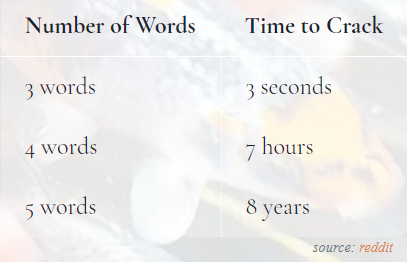 Number of Words Time to Crack
3 words 3 seconds
4 words 7 hours
5 words 8 years
source: reddit